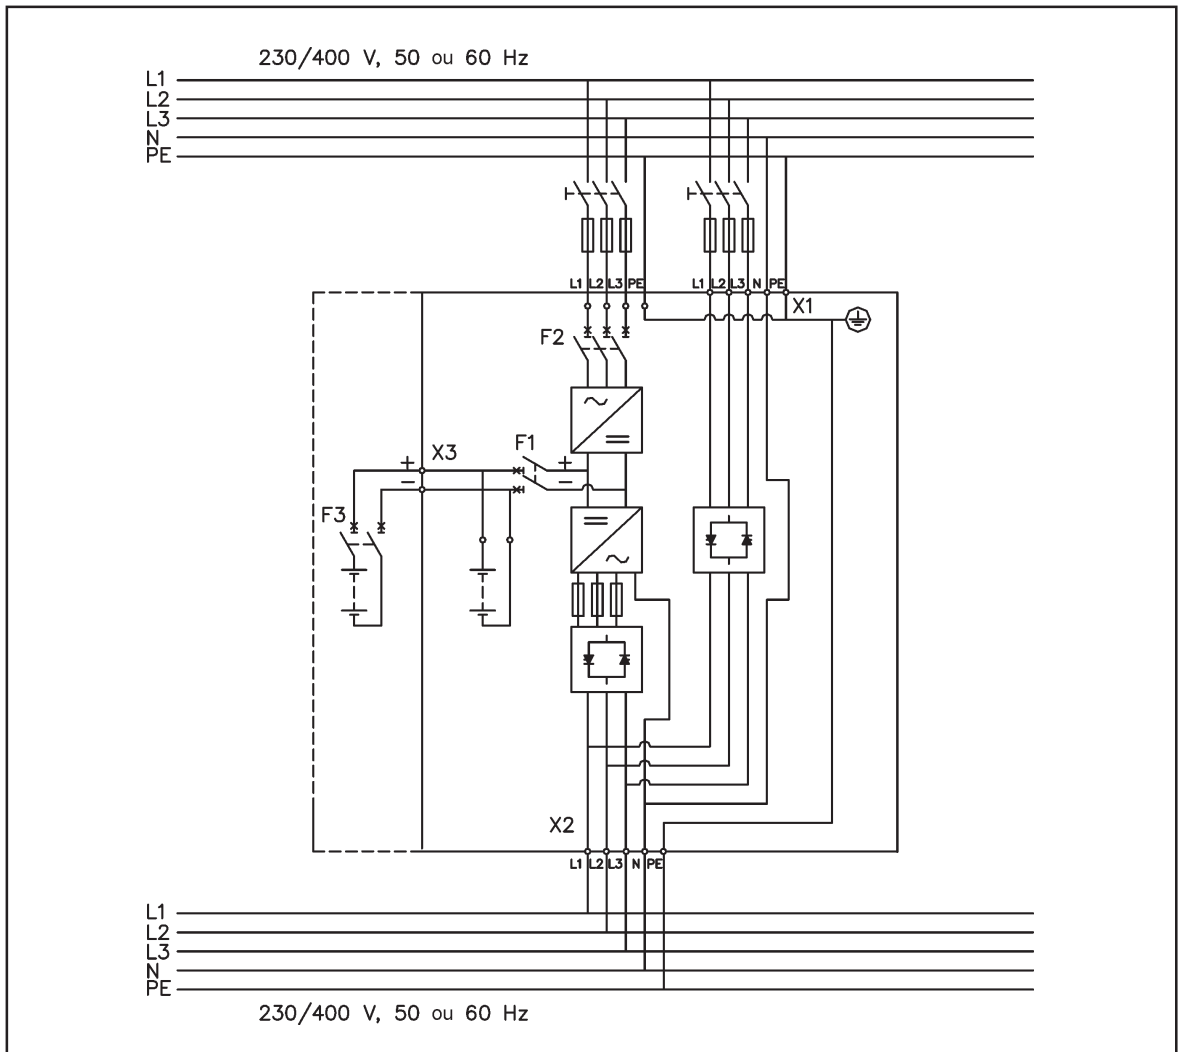 230/400 V, 50 ou 60 Hz
L1
L2
L3
N
PE
L1 L2 L3 PE
L1 L2 L3 N PE
X1
F2
F1
X3
+ +
− −
F3
X2
L1 L2 L3 N PE
L1
L2
L3
N
PE
230/400 V, 50 ou 60 Hz